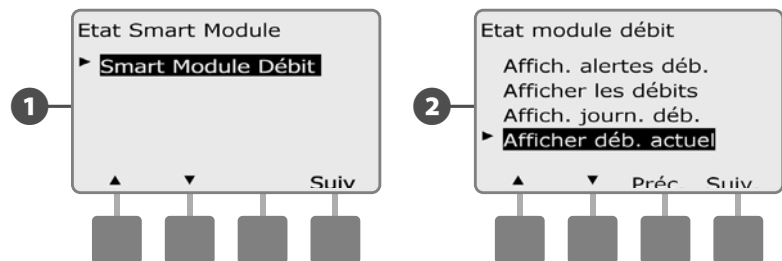 1
Etat Smart Module
► Smart Module Débit
▲ ▼ Suiv
2
Etat module débit
Affich. alertes déb.
Afficher les débits
Affich. journ. déb.
► Afficher déb. actuel
▲ ▼ Préc. Suiv.